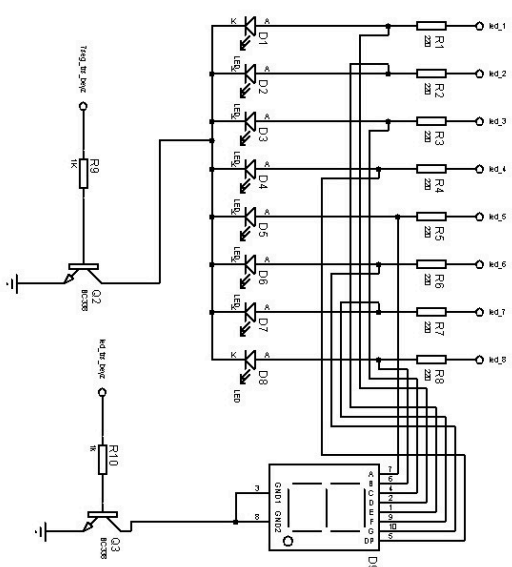 K D1 A R1 220 led_1
LED
K D2 A R2 220 led_2
LED
K D3 A R3 220 led_3
LED
K D4 A R4 220 led_4
LED
K D5 A R5 220 led_5
LED
K D6 A R6 220 led_6
LED
K D7 A R7 220 led_7
LED
K D8 A R8 220 led_8
LED
R9
1K
Q2
BC338
R10
1k
Q3
BC338
3 GND1
8 GND2
A 7
B 6
C 4
D 2
E 1
F 9
G 10
DP 5